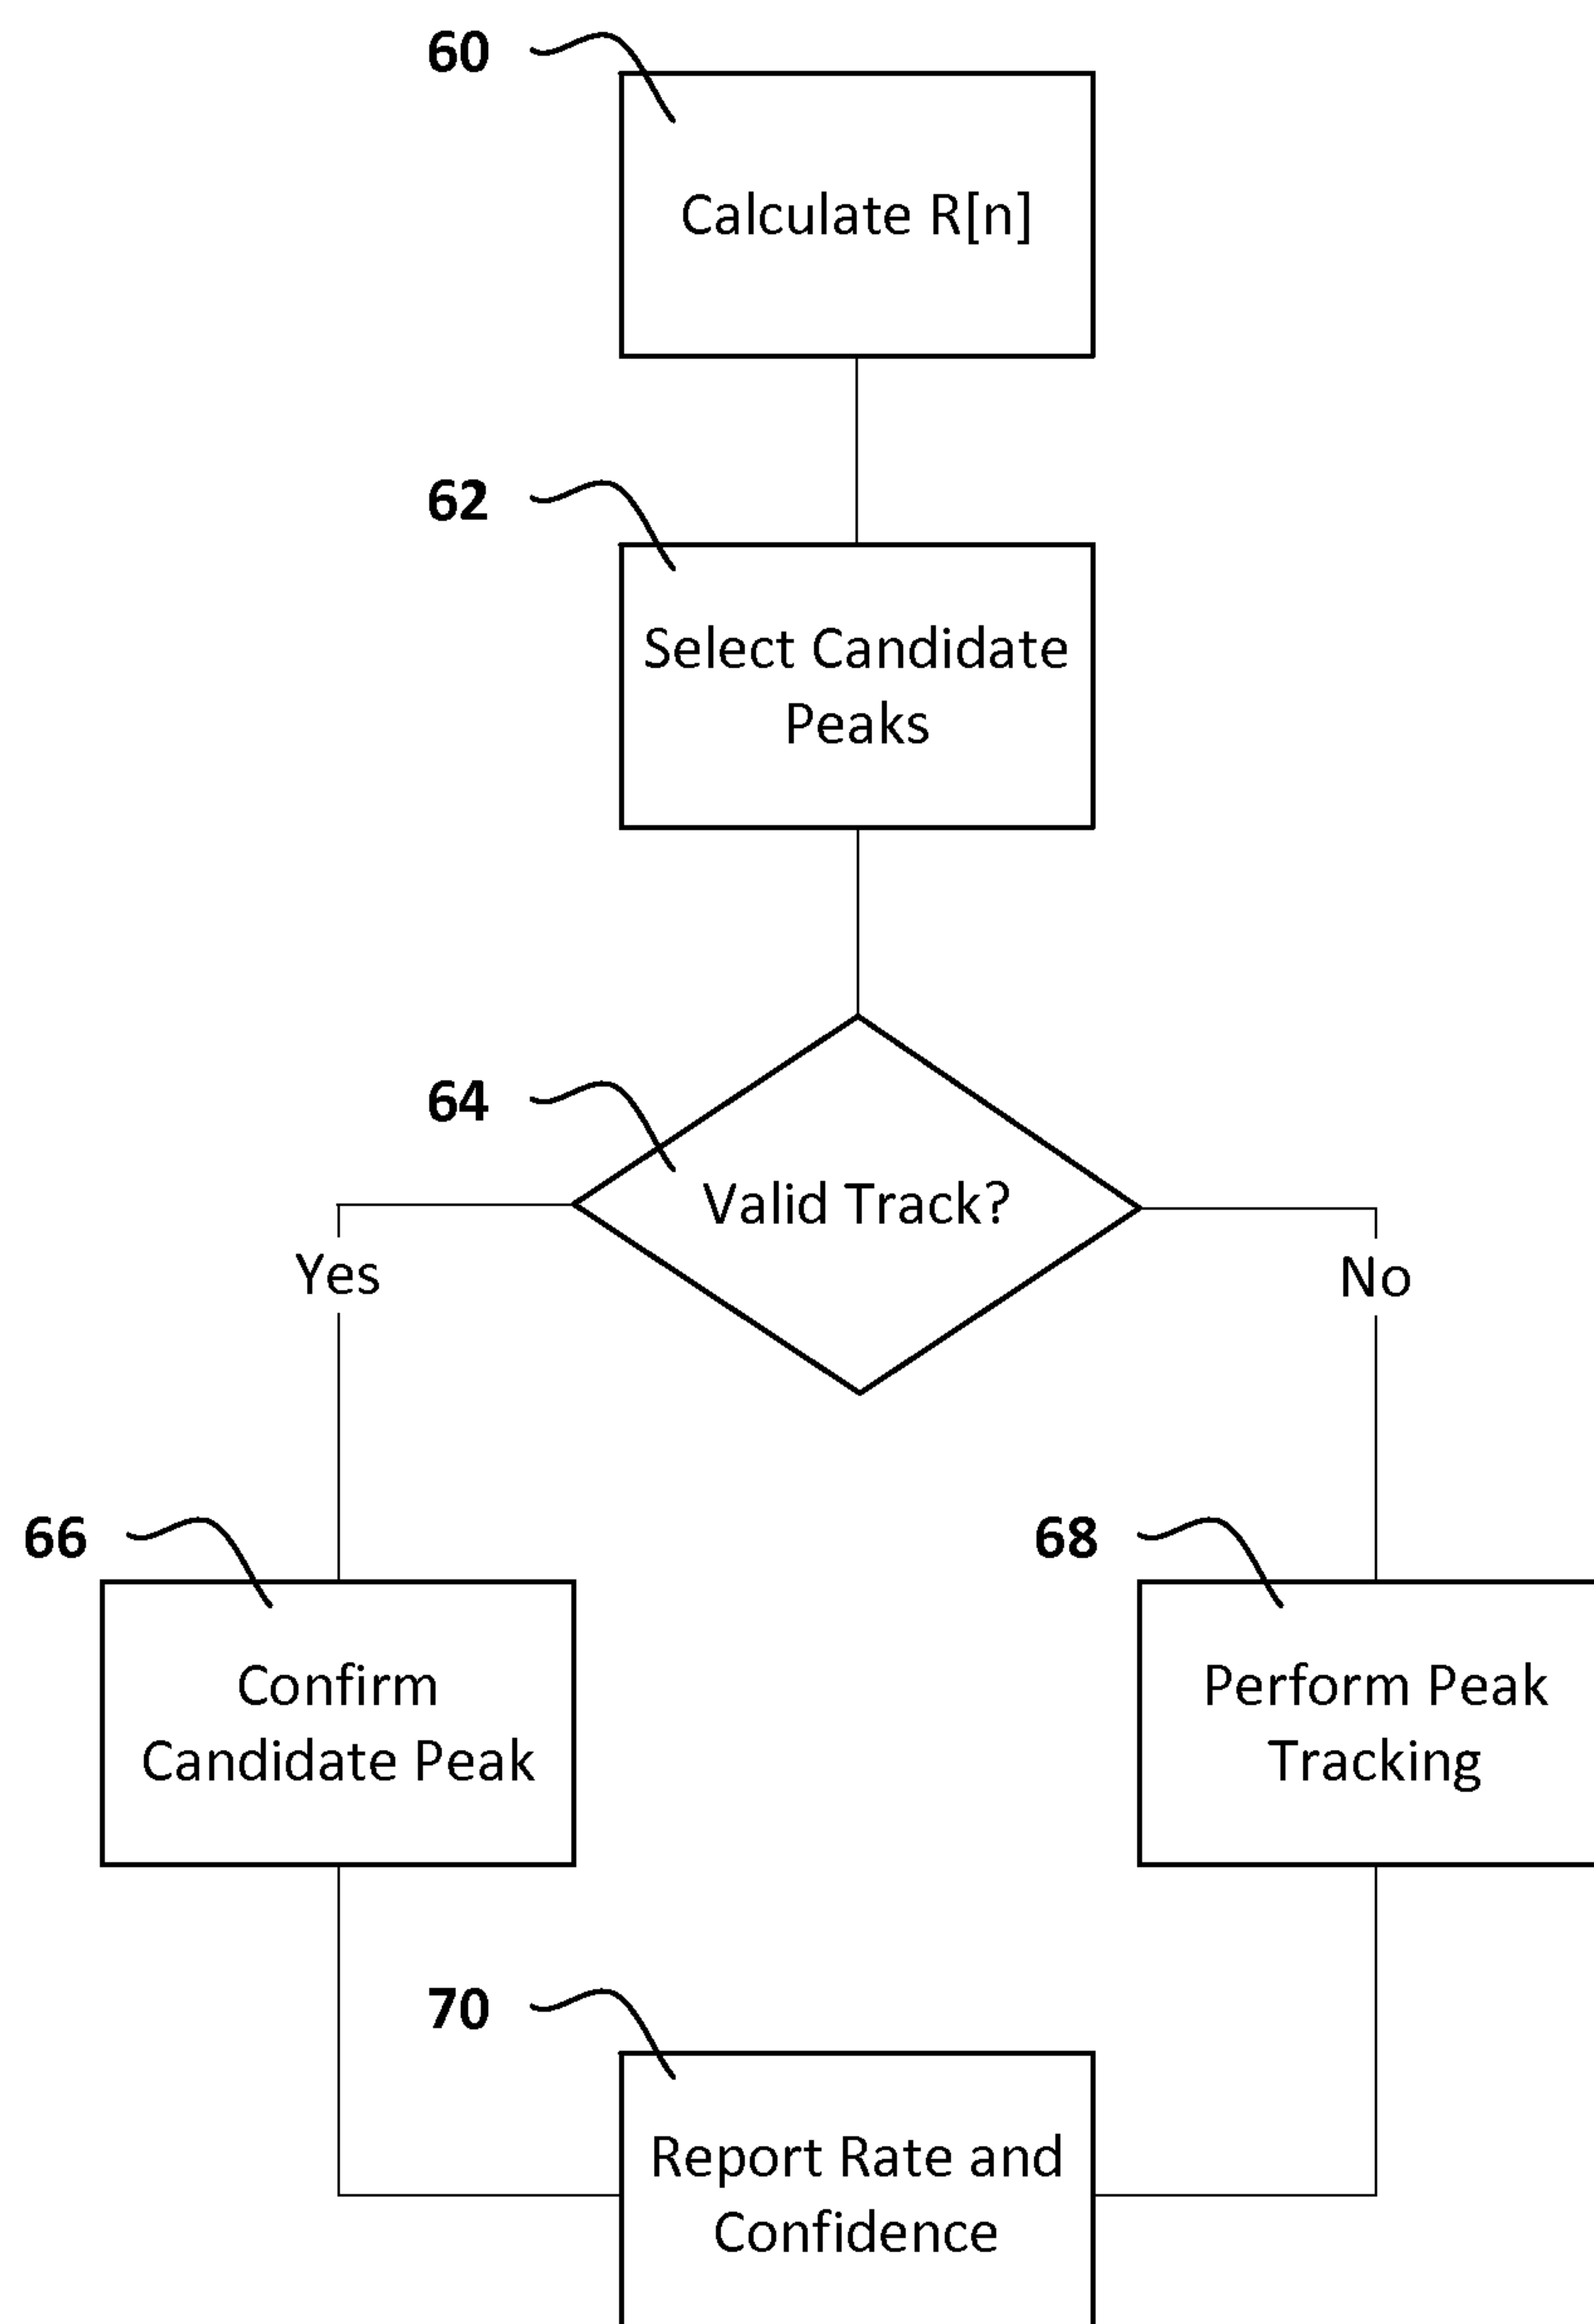 60
Calculate R[n]
62
Select Candidate
Peaks
64
Valid Track?
Yes
No
66
68
Confirm
Candidate Peak
Perform Peak
Tracking
70
Report Rate and
Confidence